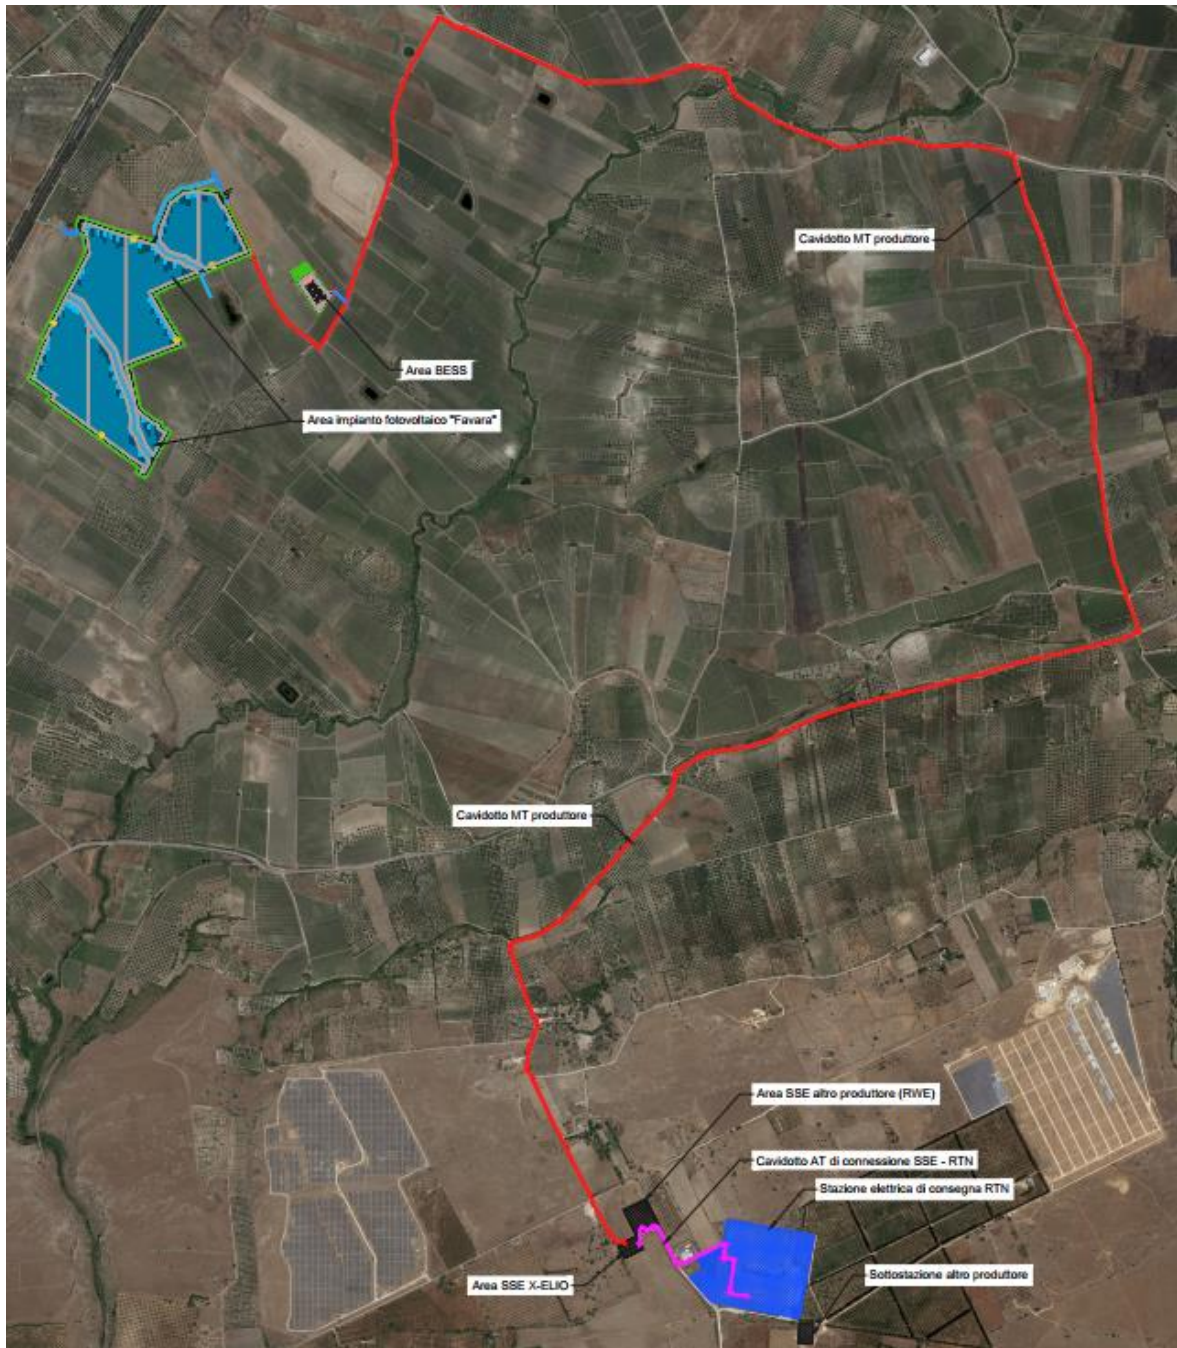 Cavidotto MT produttore
Area BESS
Area impianto fotovoltaico "Favara"
Cavidotto MT produttore
Area SSE altro produttore (RWE)
Cavidotto AT di connessione SSE - RTN
Stazione elettrica di consegna RTN
Area SSE X-ELIO
Sottostazione altro produttore